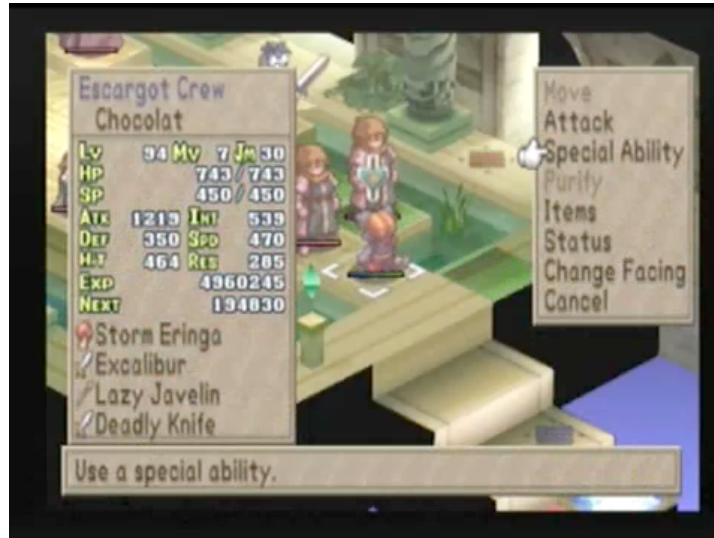 Escargot Crew
Chocolat
Lv 94 Mv 7 Jm 30
HP 743/743
SP 450/450
Atk 1219 Int 539
Def 350 Spd 470
H.T 464 Res 285
Exp 4960245
Next 194830
Storm Eringa
Excalibur
Lazy Javelin
Deadly Knife
Move
Attack
Special Ability
Purify
Items
Status
Change Facing
Cancel
Use a special ability.